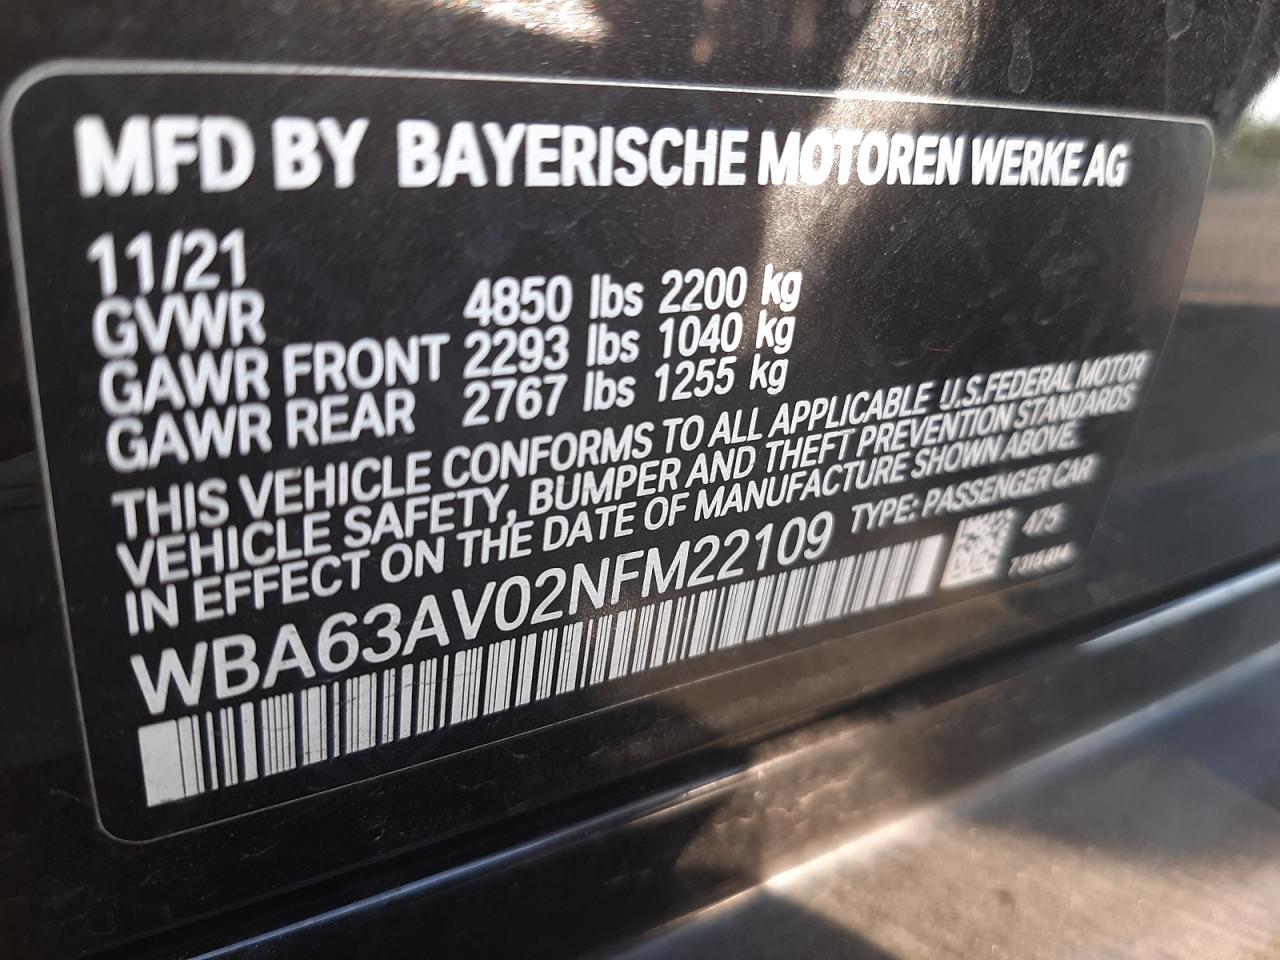 MFD BY BAYERISCHE MOTOREN WERKE AG
11/21
GVWR 4850 lbs 2200 kg
GAWR FRONT 2293 lbs 1040 kg
GAWR REAR 2767 lbs 1255 kg
THIS VEHICLE CONFORMS TO ALL APPLICABLE U.S.FEDERAL MOTOR
VEHICLE SAFETY, BUMPER AND THEFT PREVENTION STANDARDS
IN EFFECT ON THE DATE OF MANUFACTURE SHOWN ABOVE.
WBA63AV02NFM22109 TYPE: PASSENGER CAR
475